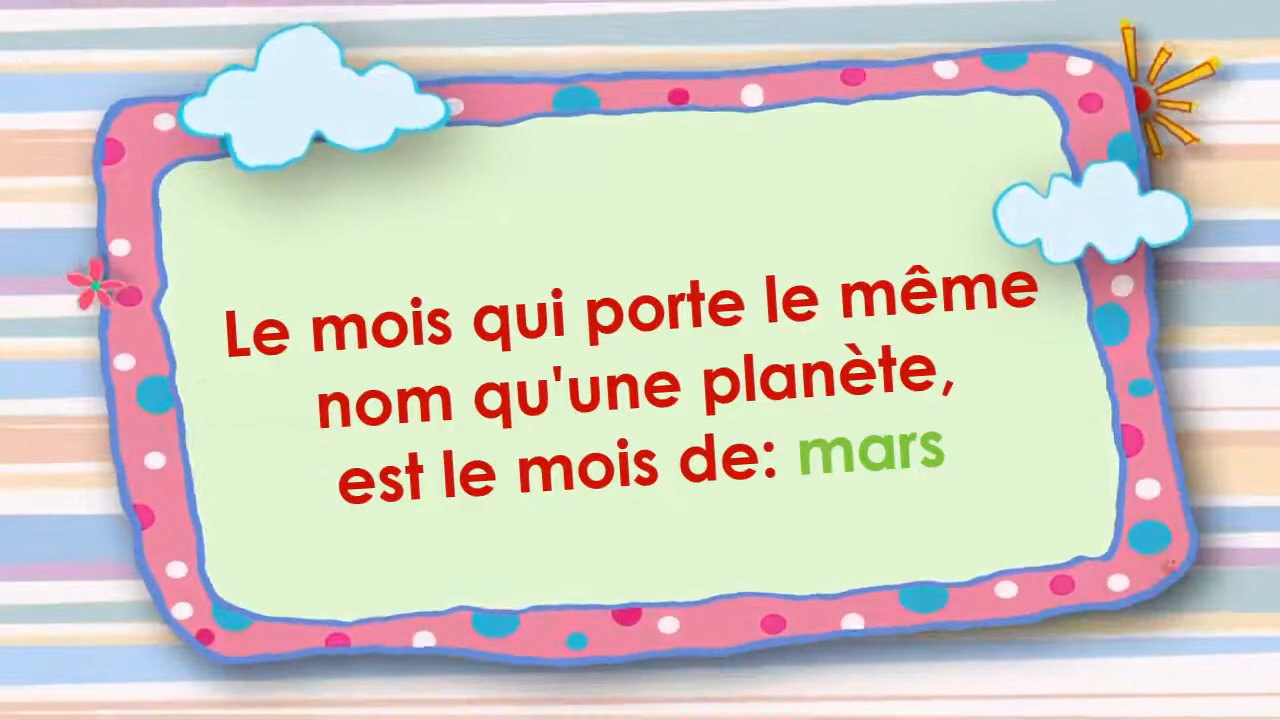 Le mois qui porte le même
nom qu'une planète,
est le mois de: mars